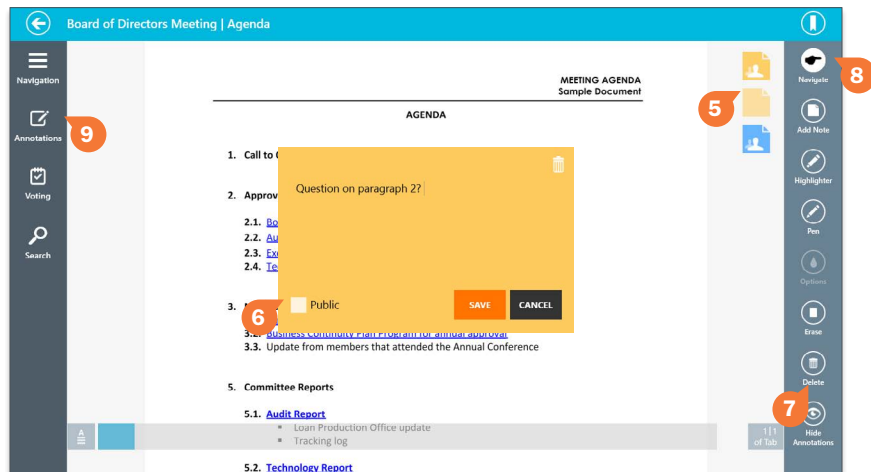 Board of Directors Meeting | Agenda
Navigation
Annotations
9
Voting
Search
MEETING AGENDA
Sample Document
AGENDA
1. Call to
2. Approv
2.1. Bo
2.2. Au
2.3. Ex
2.4. Te
Question on paragraph 2?
6
Public
SAVE
CANCEL
3.
3.2. Business Continuity Plan Program for annual approval
3.3. Update from members that attended the Annual Conference
5. Committee Reports
5.1. Audit Report
▪ Loan Production Office update
▪ Tracking log
5.2. Technology Report
A
1|1
of Tab
5
Navigate
8
Add Note
Highlighter
Pen
Options
Erase
Delete
7
Hide
Annotations